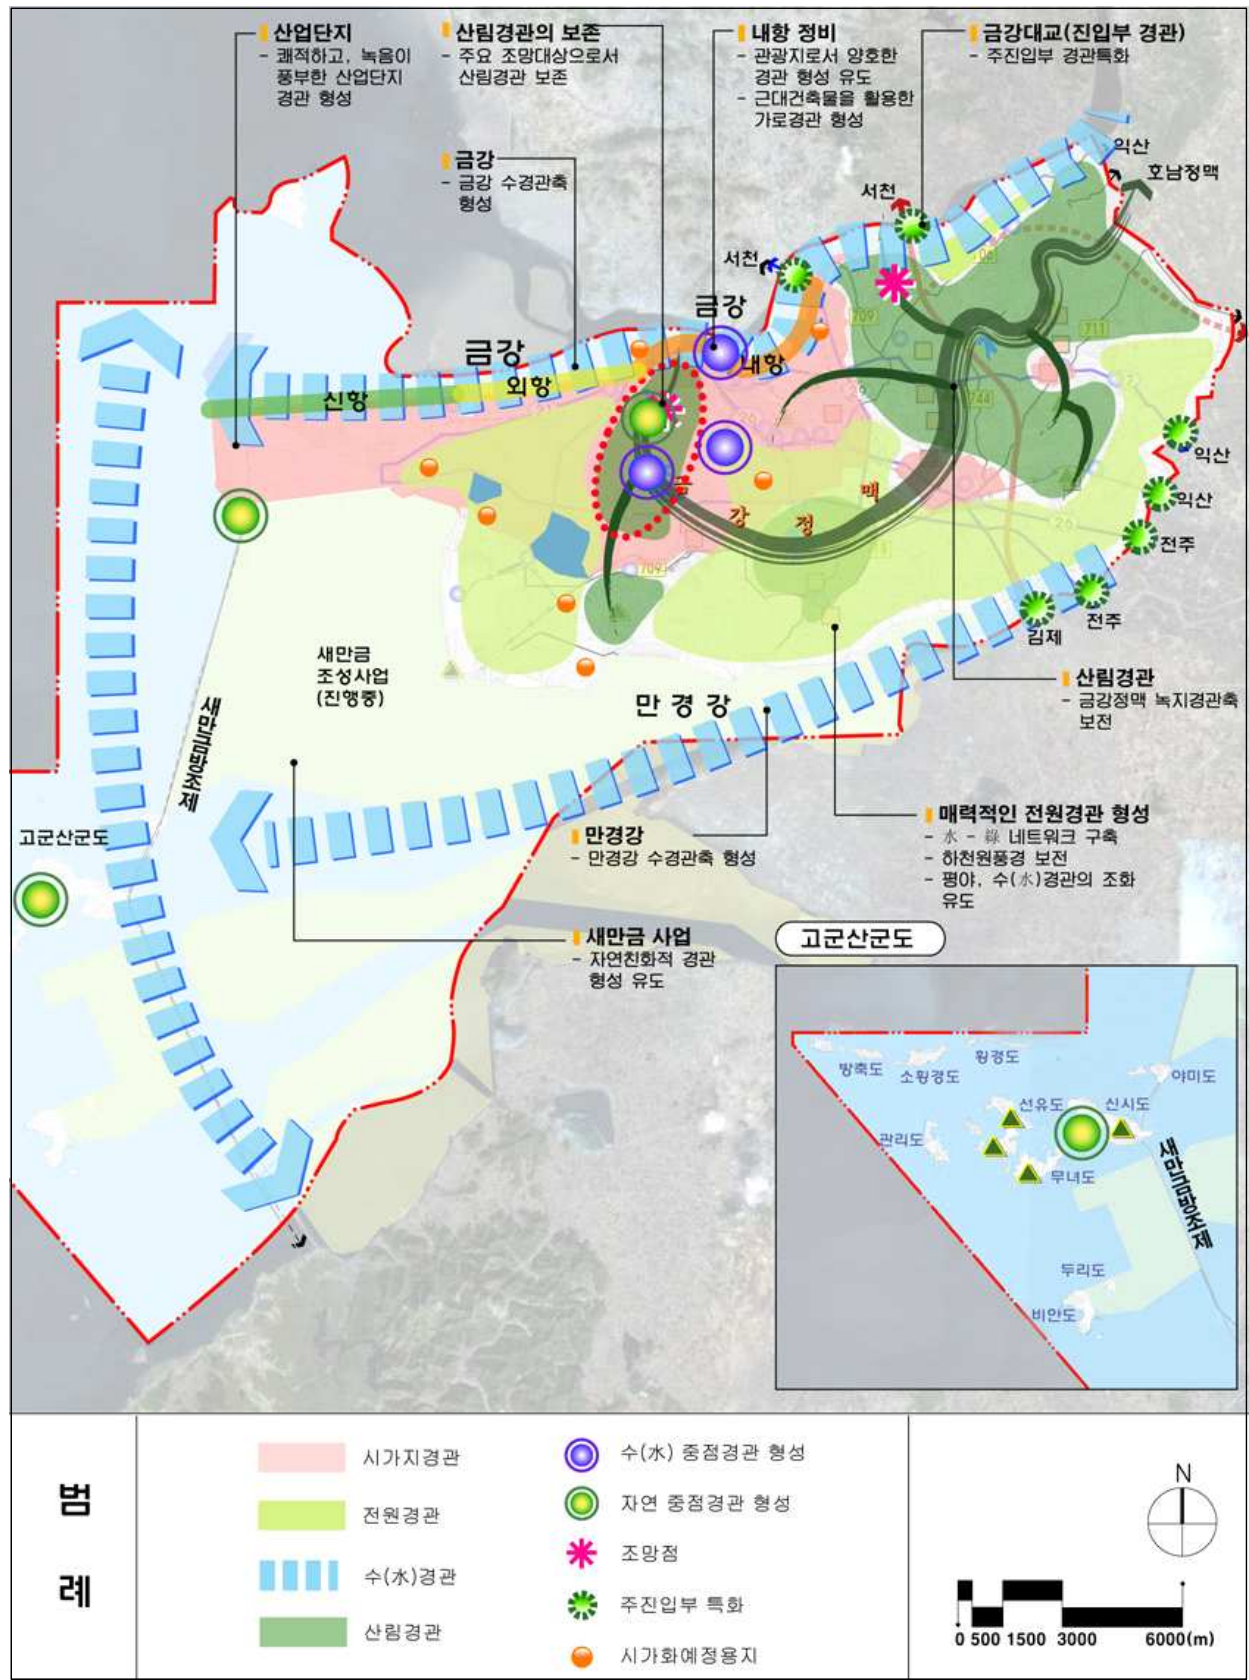 산업단지
- 쾌적하고, 녹음이
풍부한 산업단지
경관 형성
산림경관의 보존
- 주요 조망대상으로서
산림경관 보존
내항 정비
- 관광지로서 양호한
경관 형성 유도
- 근대건축물을 활용한
가로경관 형성
금강대교(진입부 경관)
- 주진입부 경관특화
금강
- 금강 수경관축
형성
익산
호남정맥
서천
서천
금강
금강
내항
외항
신항
709
711
744
익산
익산
전주
26
금
강
정
맥
709
전주
김제
새만금
조성사업
(진행중)
만경강
새만금방조제
산림경관
- 금강정맥 녹지경관축
보전
고군산군도
만경강
- 만경강 수경관축 형성
매력적인 전원경관 형성
- 水 - 綠 네트워크 구축
- 하천원풍경 보전
- 평야, 수(水)경관의 조화
유도
새만금 사업
- 자연친화적 경관
형성 유도
고군산군도
방축도
소횡경도
횡경도
야미도
선유도
신시도
관리도
무녀도
새만금방조제
두리도
비안도
범
례
시가지경관
전원경관
수(水)경관
산림경관
수(水) 중점경관 형성
자연 중점경관 형성
조망점
주진입부 특화
시가화예정용지
N
0 500 1500 3000 6000(m)